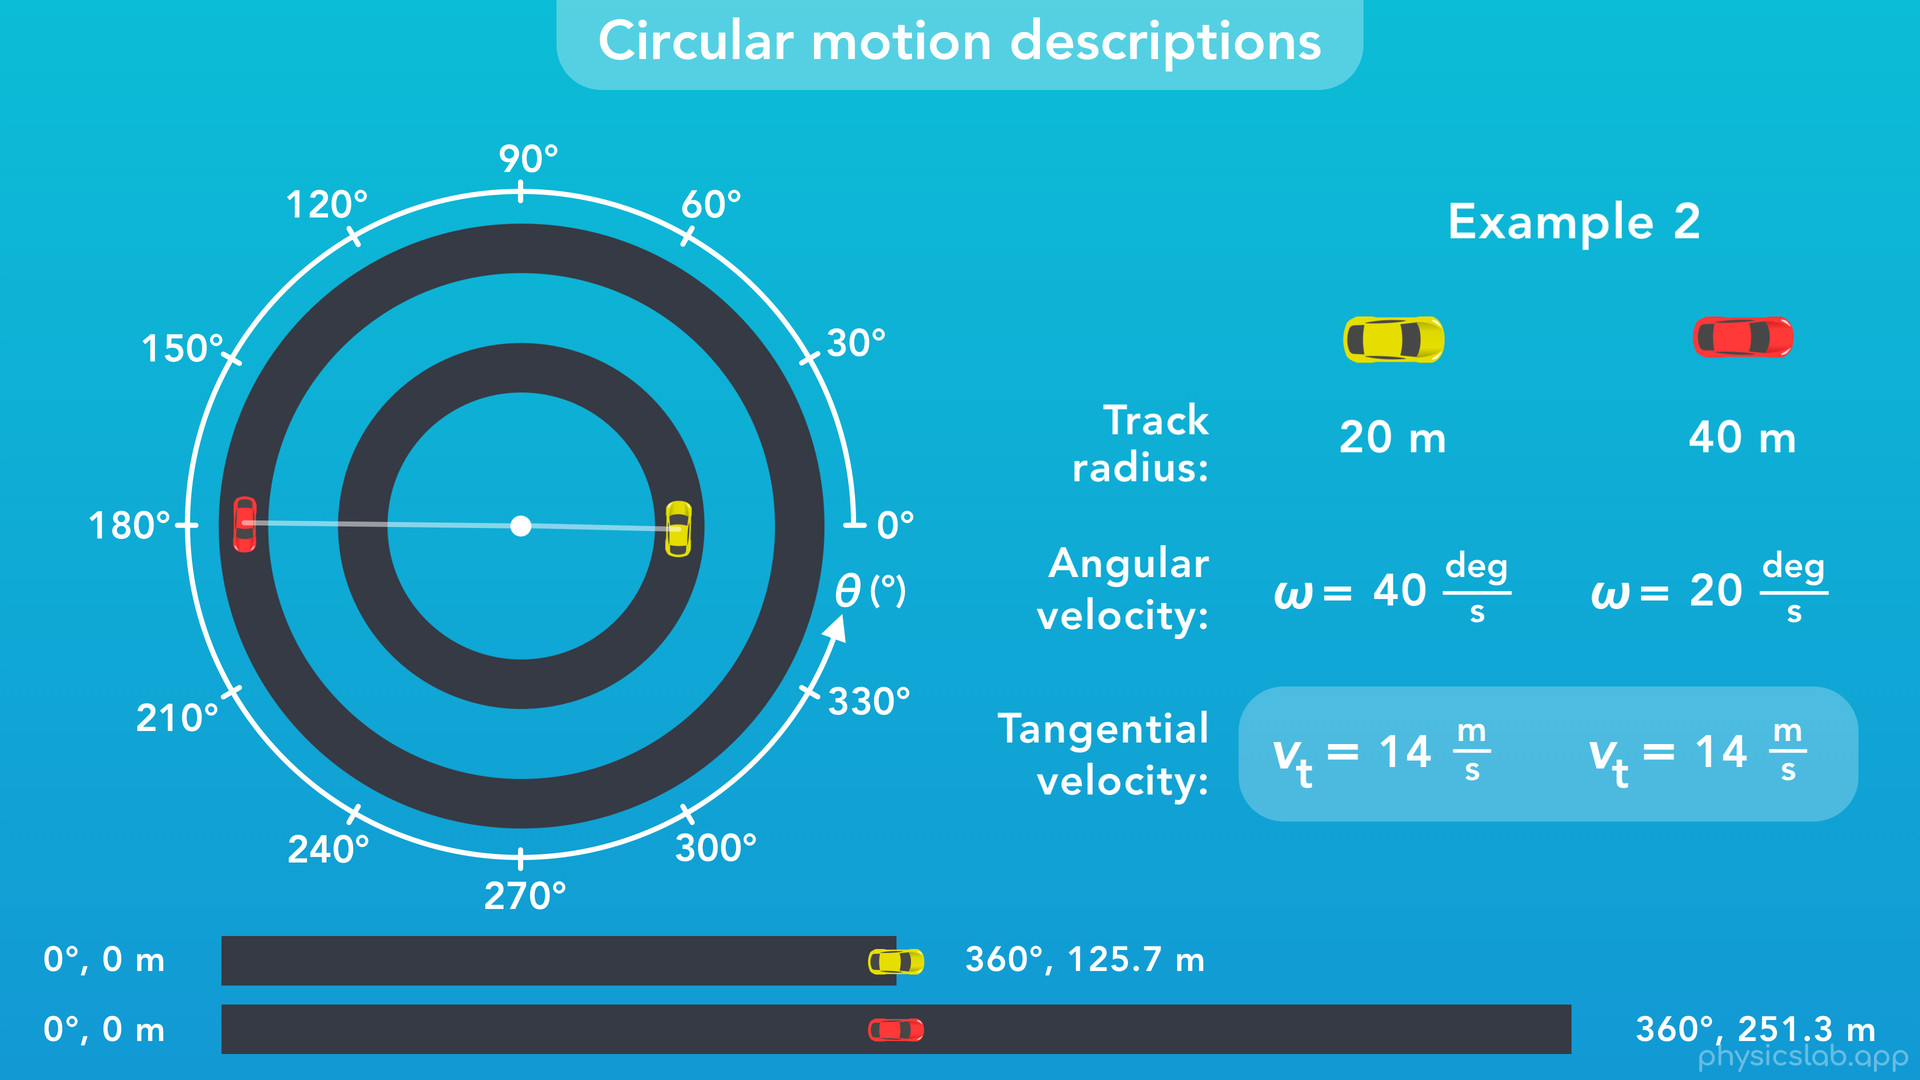 Circular motion descriptions
90°
120°
60°
150°
30°
180°
0°
θ (°)
210°
330°
240°
300°
270°
Example 2
Track
radius:
20 m
40 m
Angular
velocity:
ω = 40 deg/s
ω = 20 deg/s
Tangential
velocity:
vt = 14 m/s
vt = 14 m/s
0°, 0 m
360°, 125.7 m
0°, 0 m
360°, 251.3 m
physicslab.app